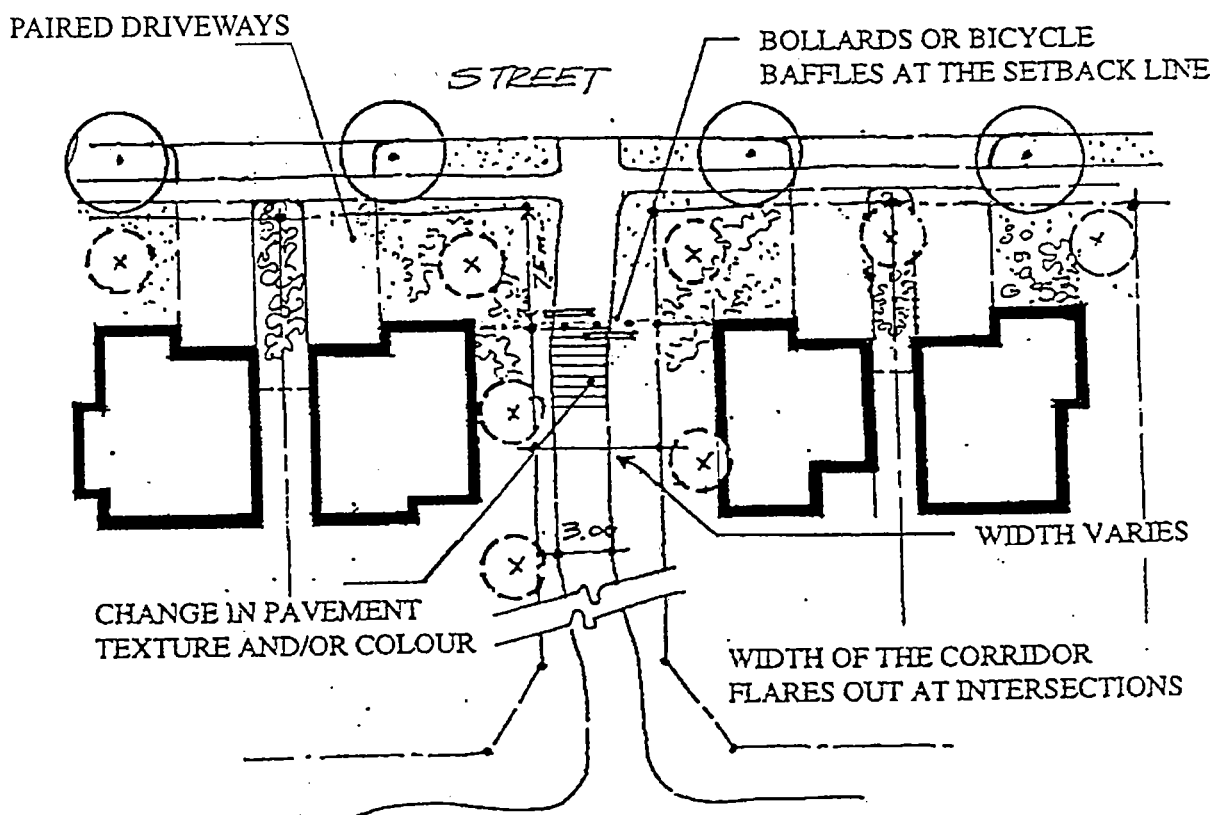 PAIRED DRIVEWAYS
BOLLARDS OR BICYCLE
BAFFLES AT THE SETBACK LINE
STREET
7.5 m
3.00
WIDTH VARIES
CHANGE IN PAVEMENT
TEXTURE AND/OR COLOUR
WIDTH OF THE CORRIDOR
FLARES OUT AT INTERSECTIONS